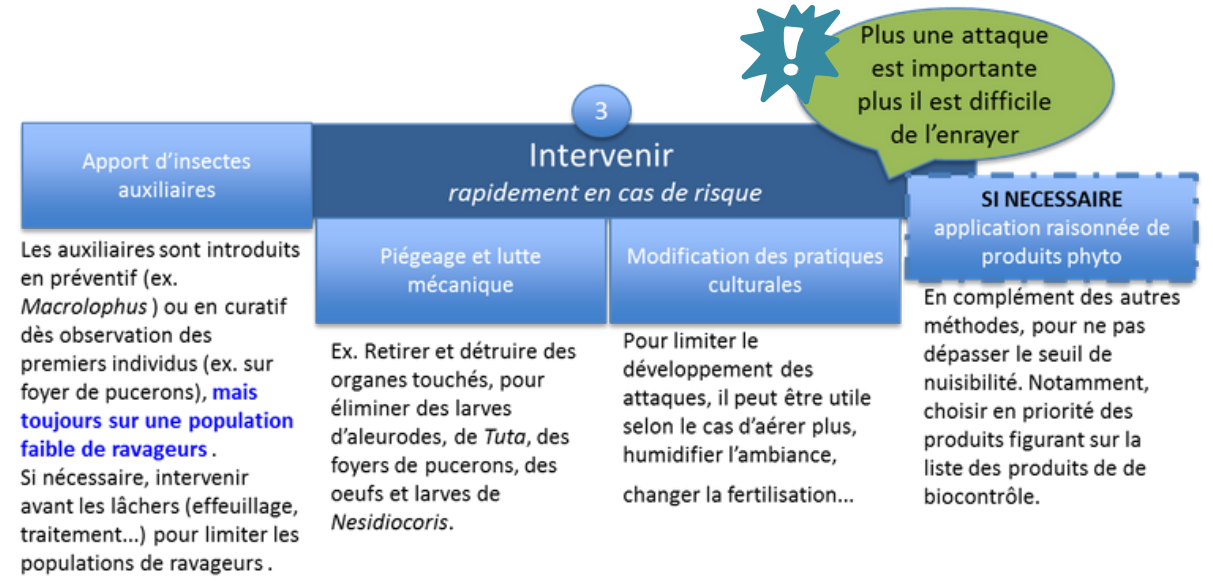 !
Plus une attaque
est importante
plus il est difficile
de l'enrayer
3
Intervenir
rapidement en cas de risque
Apport d'insectes
auxiliaires
Les auxiliaires sont introduits
en préventif (ex.
Macrolophus ) ou en curatif
dès observation des
premiers individus (ex. sur
foyer de pucerons), mais
toujours sur une population
faible de ravageurs .
Si nécessaire, intervenir
avant les lâchers (effeuillage,
traitement...) pour limiter les
populations de ravageurs .
Piégeage et lutte
mécanique
Ex. Retirer et détruire des
organes touchés, pour
éliminer des larves
d'aleurodes, de Tuta, des
foyers de pucerons, des
oeufs et larves de
Nesidiocoris.
Modification des pratiques
culturales
Pour limiter le
développement des
attaques, il peut être utile
selon le cas d'aérer plus,
humidifier l'ambiance,
changer la fertilisation...
SI NECESSAIRE
application raisonnée de
produits phyto
En complément des autres
méthodes, pour ne pas
dépasser le seuil de
nuisibilité. Notamment,
choisir en priorité des
produits figurant sur la
liste des produits de de
biocontrôle.